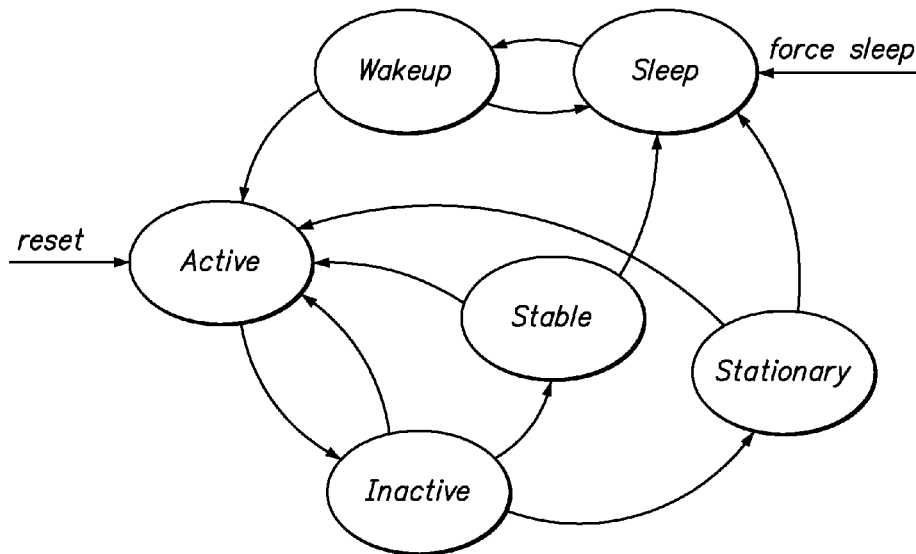 Wakeup
Sleep
force sleep
reset
Active
Stable
Stationary
Inactive